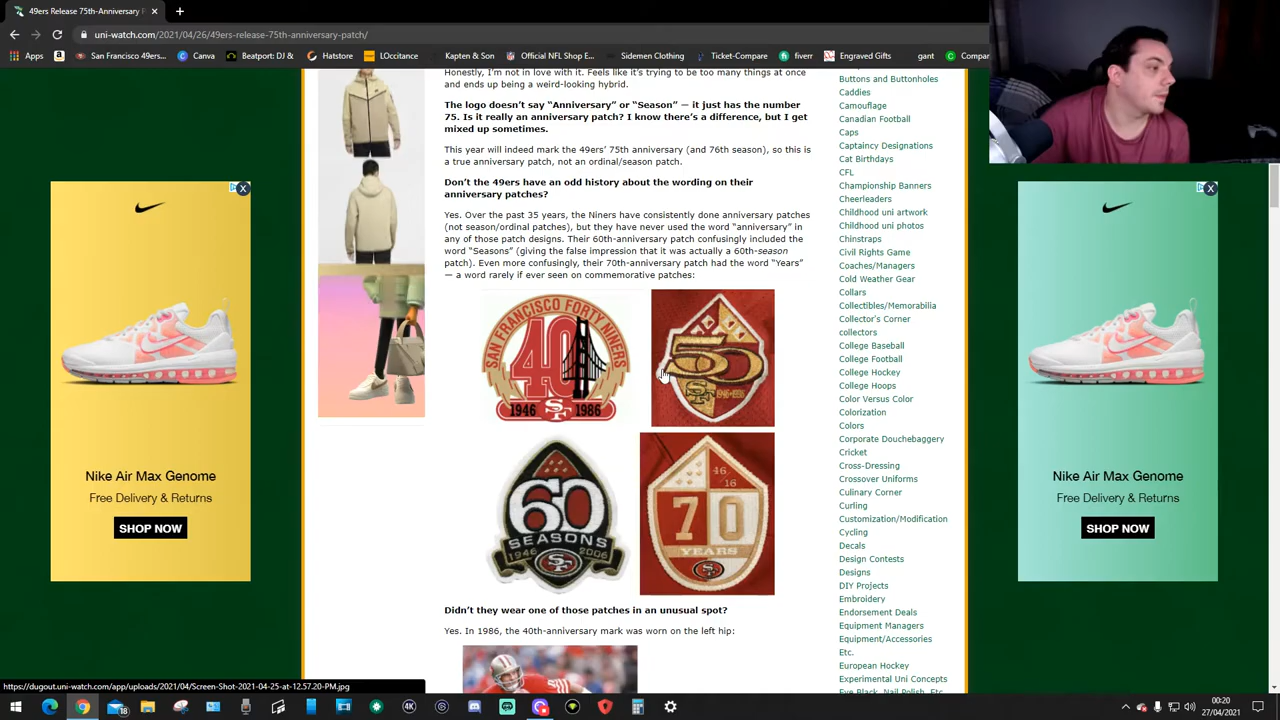 49ers Release 75th Anniversary P
uni-watch.com/2021/04/26/49ers-release-75th-anniversary-patch/
Apps
San Francisco 49ers...
Canva
Beatport: DJ &
Hatstore
LOccitane
Kapten & Son
Official NFL Shop E...
Sidemen Clothing
Ticket-Compare
fiverr
Engraved Gifts
gant
Compare
Honestly, I'm not in love with it. Feels like it's trying to be too many things at once
and ends up being a weird-looking hybrid.
The logo doesn't say “Anniversary” or “Season” — it just has the number
75. Is it really an anniversary patch? I know there's a difference, but I get
mixed up sometimes.
This year will indeed mark the 49ers' 75th anniversary (and 76th season), so this is
a true anniversary patch, not an ordinal/season patch.
Don't the 49ers have an odd history about the wording on their
anniversary patches?
Yes. Over the past 35 years, the Niners have consistently done anniversary patches
(not season/ordinal patches), but they have never used the word “anniversary” in
any of those patch designs. Their 60th-anniversary patch confusingly included the
word “Seasons” (giving the false impression that it was actually a 60th-season
patch). Even more confusingly, their 70th-anniversary patch had the word “Years”
— a word rarely if ever seen on commemorative patches:
SAN FRANCISCO FORTY NINERS
40
1946 SF 1986
50
SF 1946-1996
60
SEASONS
1946 2006
SF
46
16
70
YEARS
SF
Didn't they wear one of those patches in an unusual spot?
Yes. In 1986, the 40th-anniversary mark was worn on the left hip:
Buttons and Buttonholes
Caddies
Camouflage
Canadian Football
Caps
Captaincy Designations
Cat Birthdays
CFL
Championship Banners
Cheerleaders
Childhood uni artwork
Childhood uni photos
Chinstraps
Civil Rights Game
Coaches/Managers
Cold Weather Gear
Collars
Collectibles/Memorabilia
Collector's Corner
collectors
College Baseball
College Football
College Hockey
College Hoops
Color Versus Color
Colorization
Colors
Corporate Douchebaggery
Cricket
Cross-Dressing
Crossover Uniforms
Culinary Corner
Curling
Customization/Modification
Cycling
Decals
Design Contests
Designs
DIY Projects
Embroidery
Endorsement Deals
Equipment Managers
Equipment/Accessories
Etc.
European Hockey
Experimental Uni Concepts
Eye Black, Nail Polish, Etc.
Nike Air Max Genome
Free Delivery & Returns
SHOP NOW
Nike Air Max Genome
Free Delivery & Returns
SHOP NOW
https://dugout.uni-watch.com/app/uploads/2021/04/Screen-Shot-2021-04-25-at-12.57.20-PM.jpg
18
4K
00:20
27/04/2021